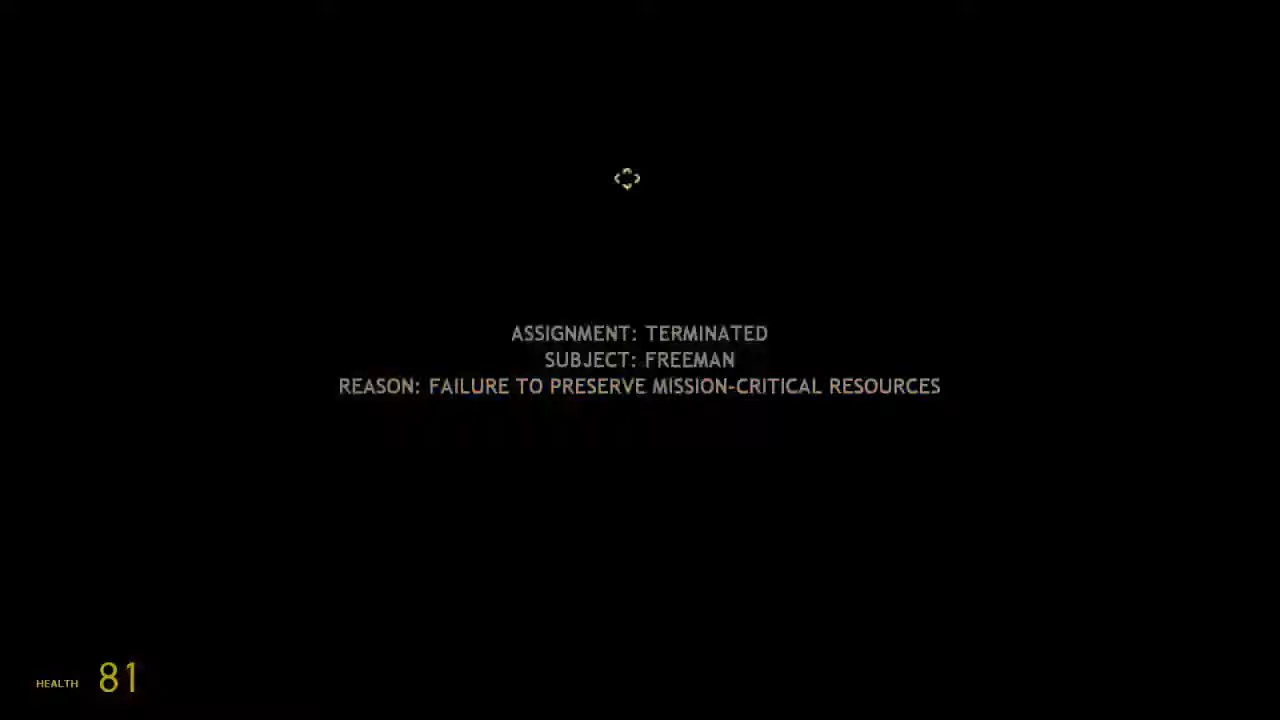 ASSIGNMENT: TERMINATED
SUBJECT: FREEMAN
REASON: FAILURE TO PRESERVE MISSION-CRITICAL RESOURCES
HEALTH 81